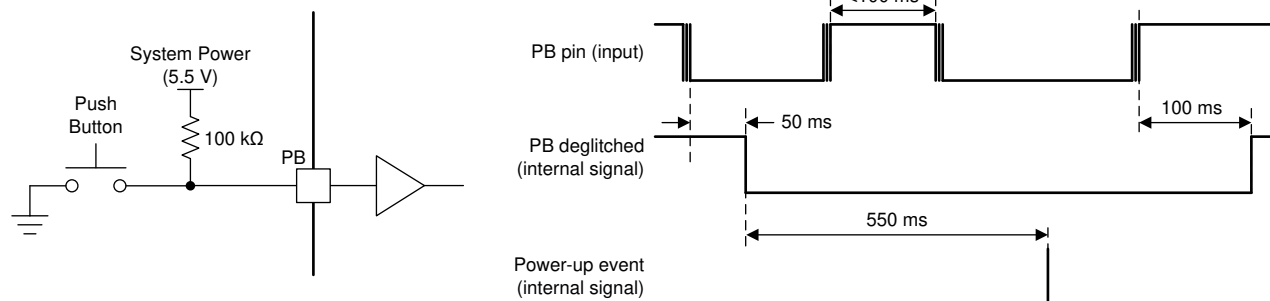 System Power
(5.5 V)
Push
Button
100 kΩ
PB
PB pin (input)
50 ms
100 ms
PB deglitched
(internal signal)
550 ms
Power-up event
(internal signal)